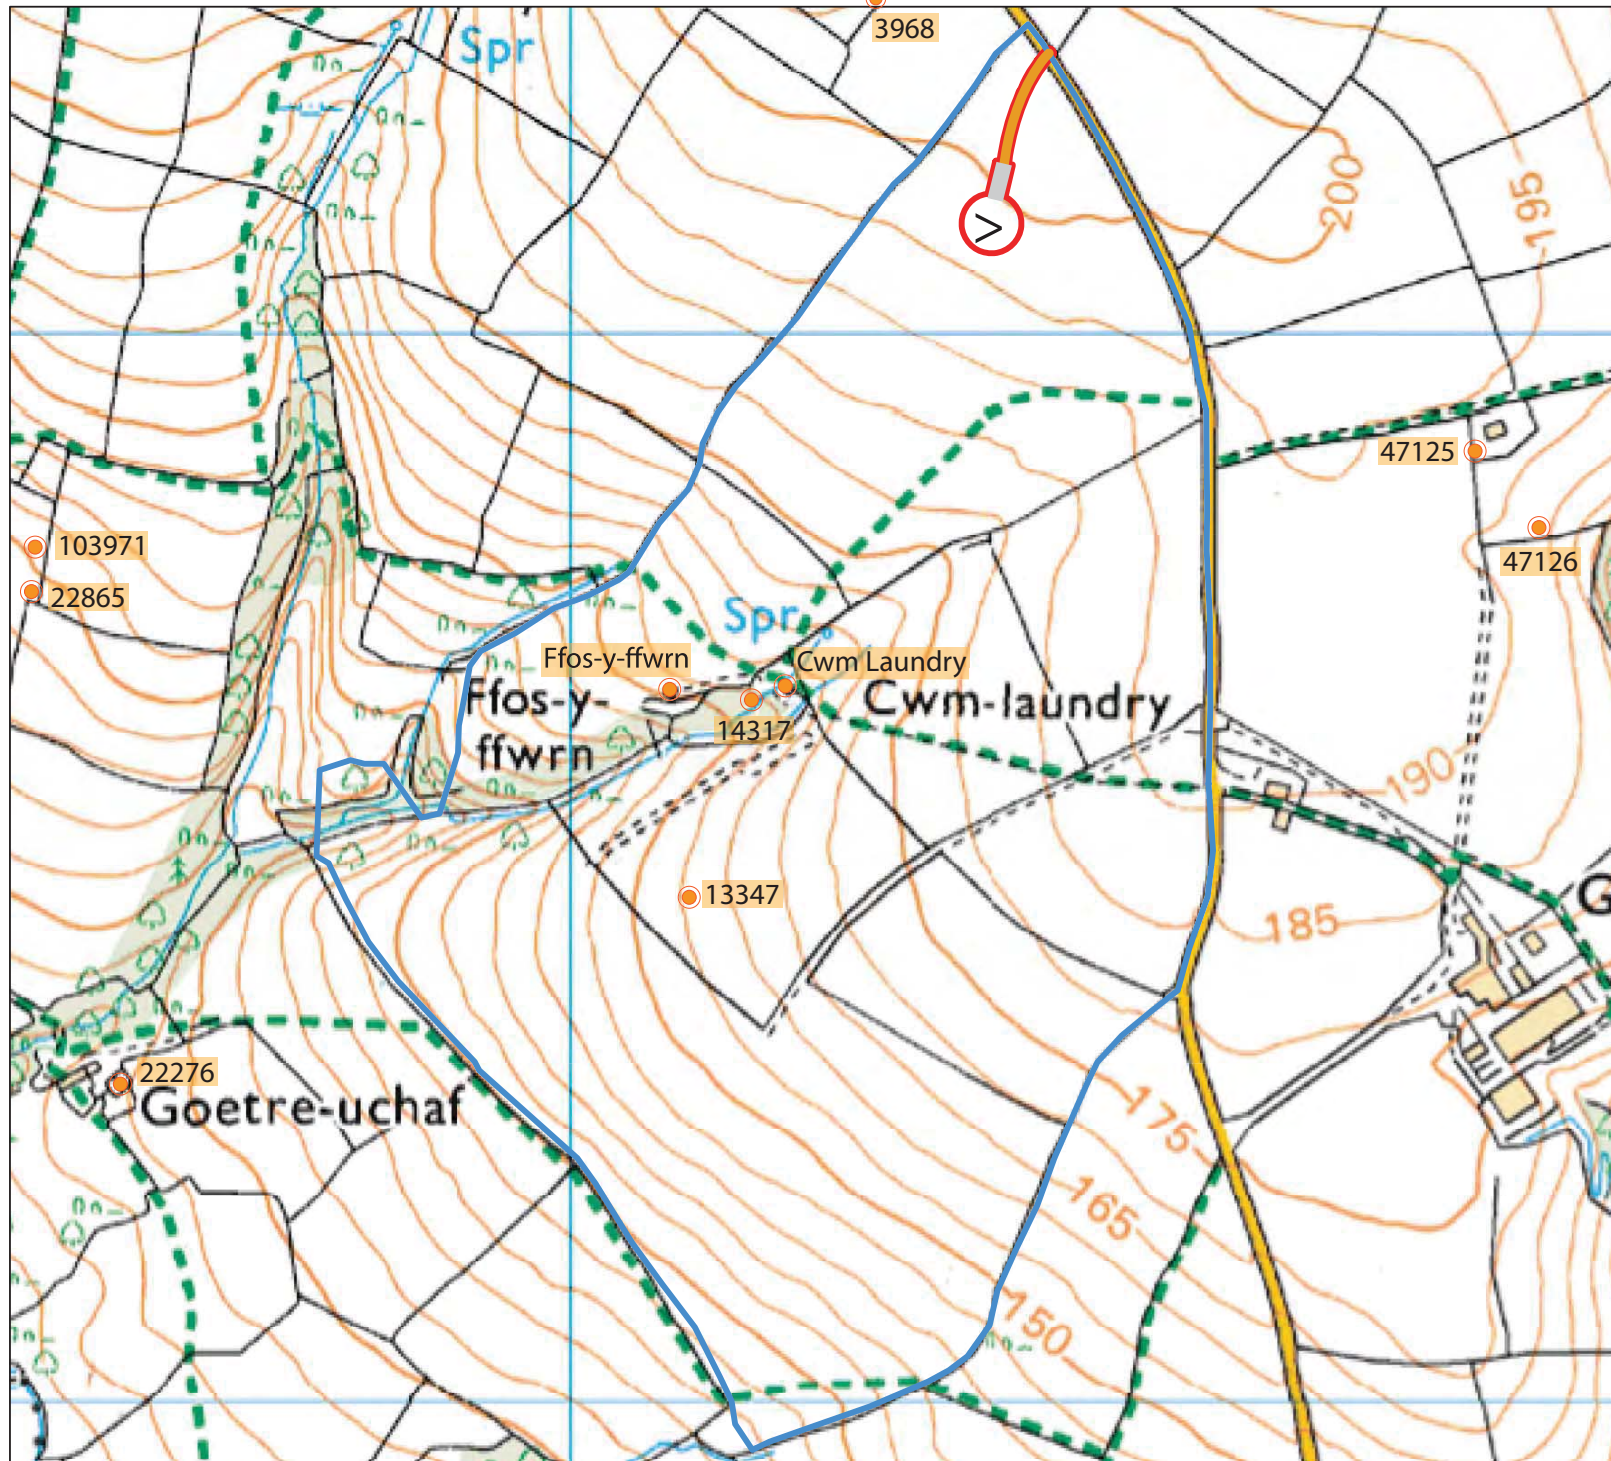 3968
Spr
200
195
47125
103971
47126
22865
Spr
Ffos-y-ffwrn
Cwm Laundry
Ffos-y-
ffwrn
Cwm-laundry
14317
190
13347
G
185
22276
Goetre-uchaf
175
165
150
>